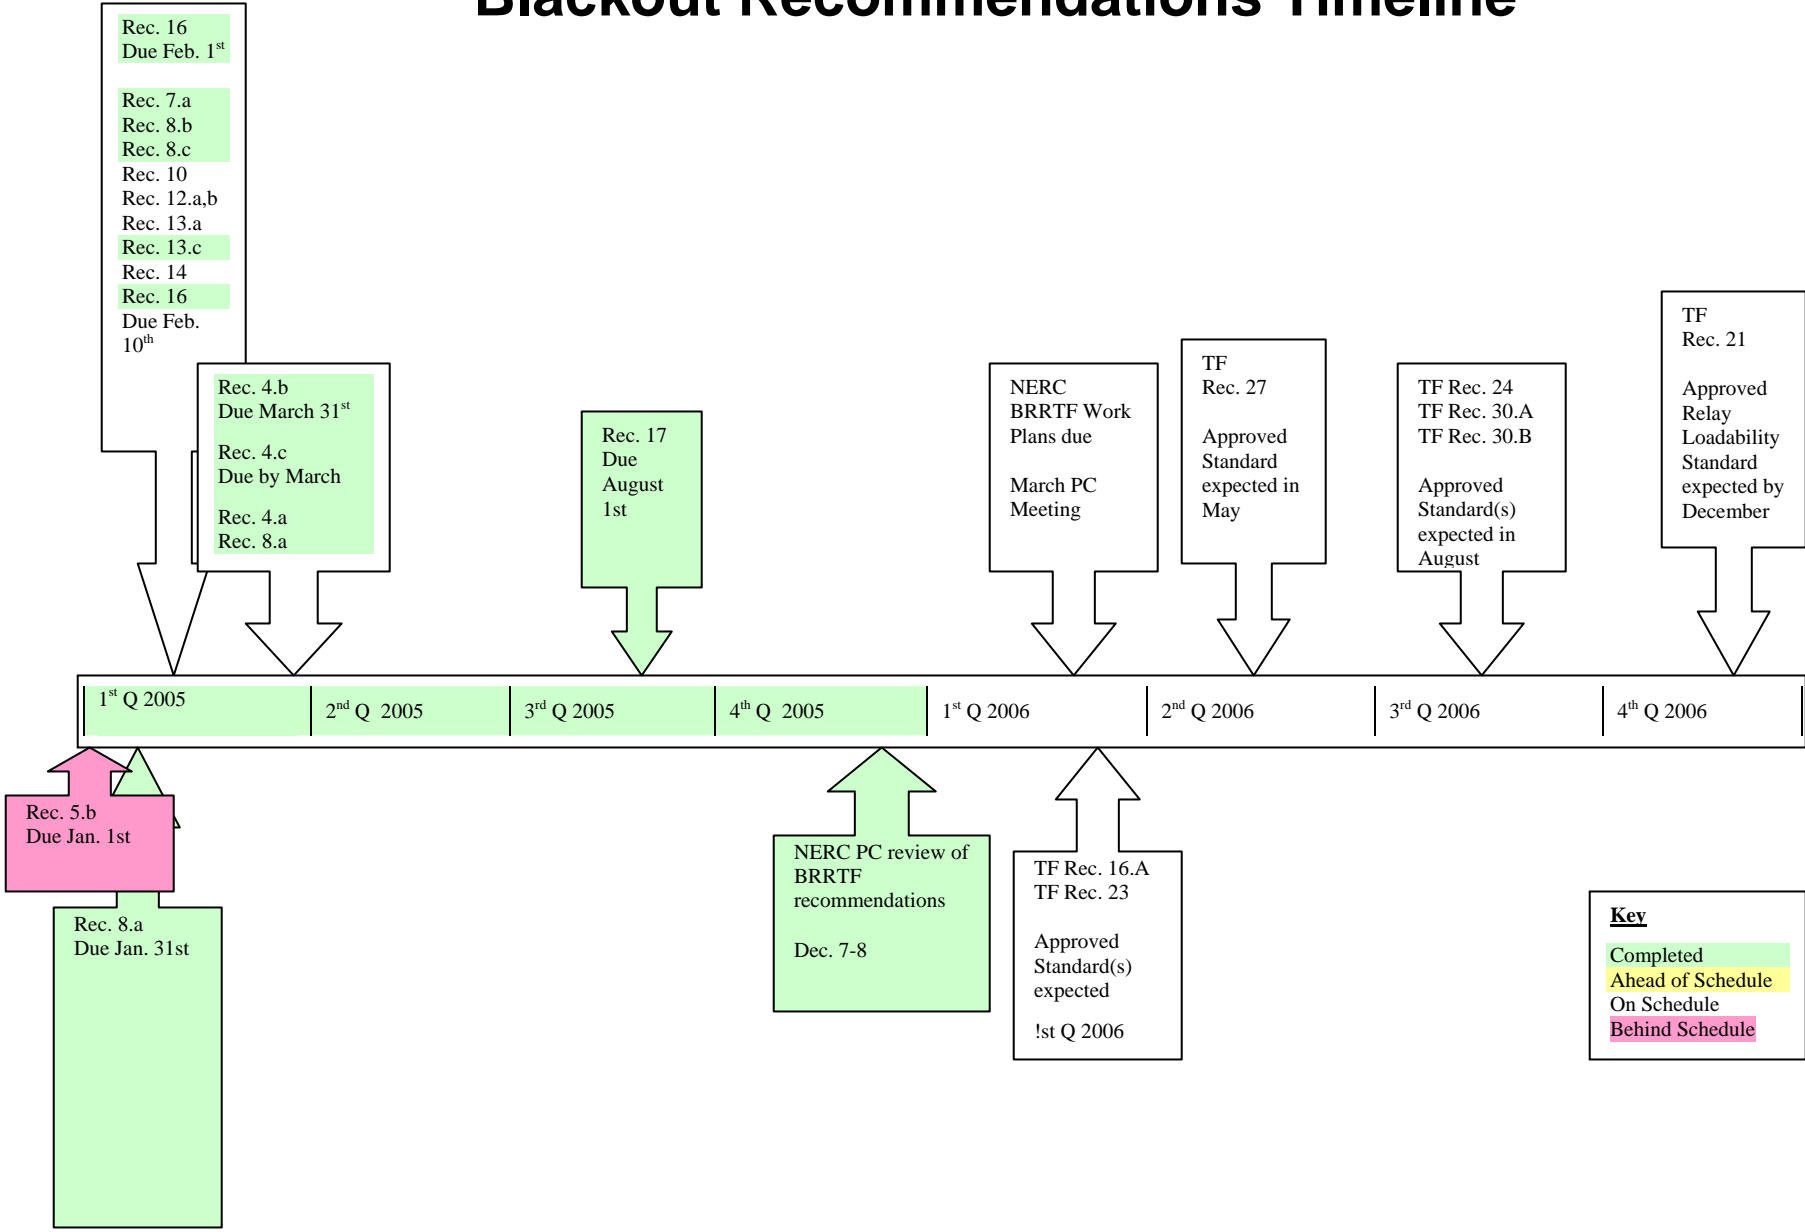 Blackout Recommendations Timeline
Rec. 16
Due Feb. 1st
Rec. 7.a
Rec. 8.b
Rec. 8.c
Rec. 10
Rec. 12.a,b
Rec. 13.a
Rec. 13.c
Rec. 14
Rec. 16
Due Feb.
10th
Rec. 4.b
Due March 31st
Rec. 4.c
Due by March
Rec. 4.a
Rec. 8.a
Rec. 17
Due
August
1st
NERC
BRRTF Work
Plans due
March PC
Meeting
TF
Rec. 27
Approved
Standard
expected in
May
TF Rec. 24
TF Rec. 30.A
TF Rec. 30.B
Approved
Standard(s)
expected in
August
TF
Rec. 21
Approved
Relay
Loadability
Standard
expected by
December
1st Q 2005
2nd Q 2005
3rd Q 2005
4th Q 2005
1st Q 2006
2nd Q 2006
3rd Q 2006
4th Q 2006
Rec. 5.b
Due Jan. 1st
Rec. 8.a
Due Jan. 31st
NERC PC review of
BRRTF
recommendations
Dec. 7-8
TF Rec. 16.A
TF Rec. 23
Approved
Standard(s)
expected
!st Q 2006
Key
Completed
Ahead of Schedule
On Schedule
Behind Schedule